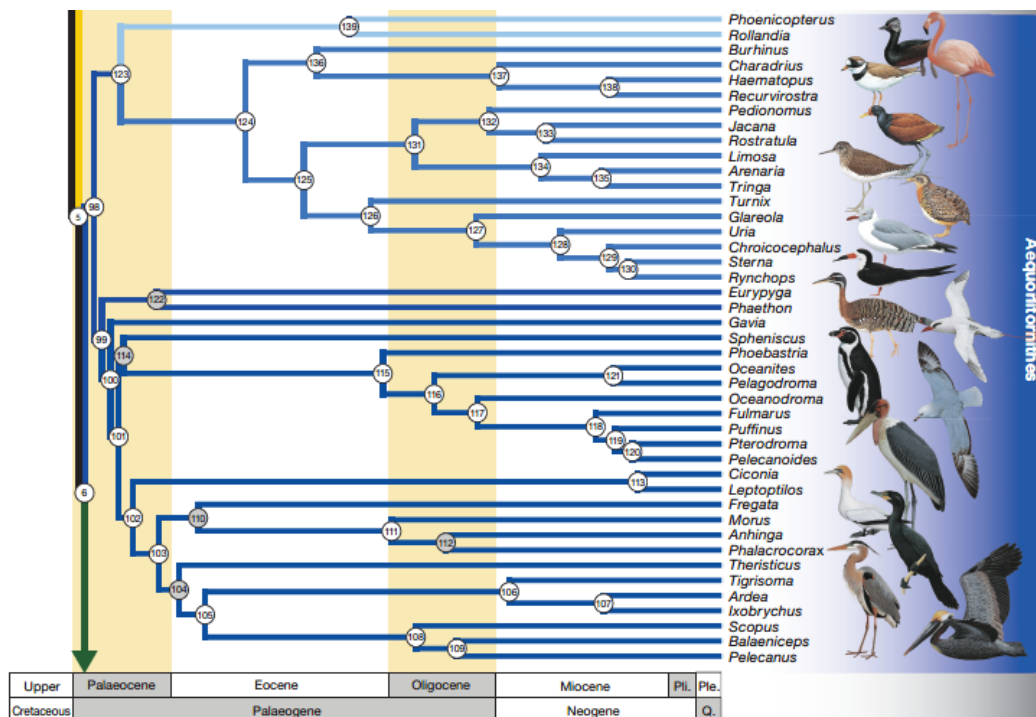 Phoenicopterus
139
Rollandia
Burhinus
136
123
Charadrius
137
Haematopus
138
Recurvirostra
Pedionomus
124
132
Jacana
133
Rostratula
131
Limosa
134
Arenaria
125
135
Tringa
Turnix
98
126
5
Glareola
127
Uria
128
Chroicocephalus
129
Sterna
130
Rynchops
Eurypyga
122
Phaethon
Gavia
99
Spheniscus
114
Phoebastria
115
Oceanites
100
121
Pelagodroma
116
Oceanodroma
117
Fulmarus
118
Puffinus
101
119
Pterodroma
120
Pelecanoides
Ciconia
113
6
Leptoptilos
Fregata
102
110
Morus
111
Anhinga
112
103
Phalacrocorax
Theristicus
104
Tigrisoma
106
Ardea
107
105
Ixobrychus
Scopus
108
Balaeniceps
109
Pelecanus
Aequorlitornithes
Upper Palaeocene Eocene Oligocene Miocene Pli. Ple.
Cretaceous Palaeogene Neogene Q.